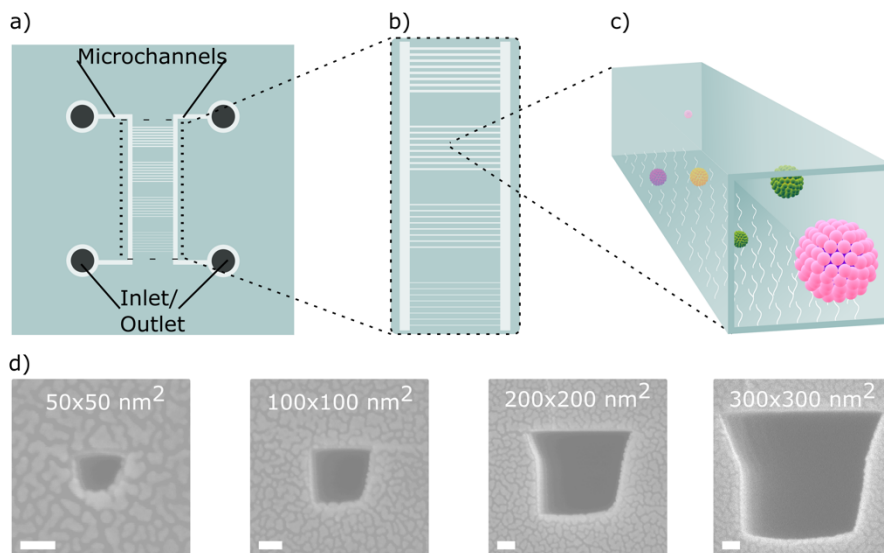 a)
b)
c)
Microchannels
Inlet/
Outlet
d)
50x50 nm²
100x100 nm²
200x200 nm²
300x300 nm²